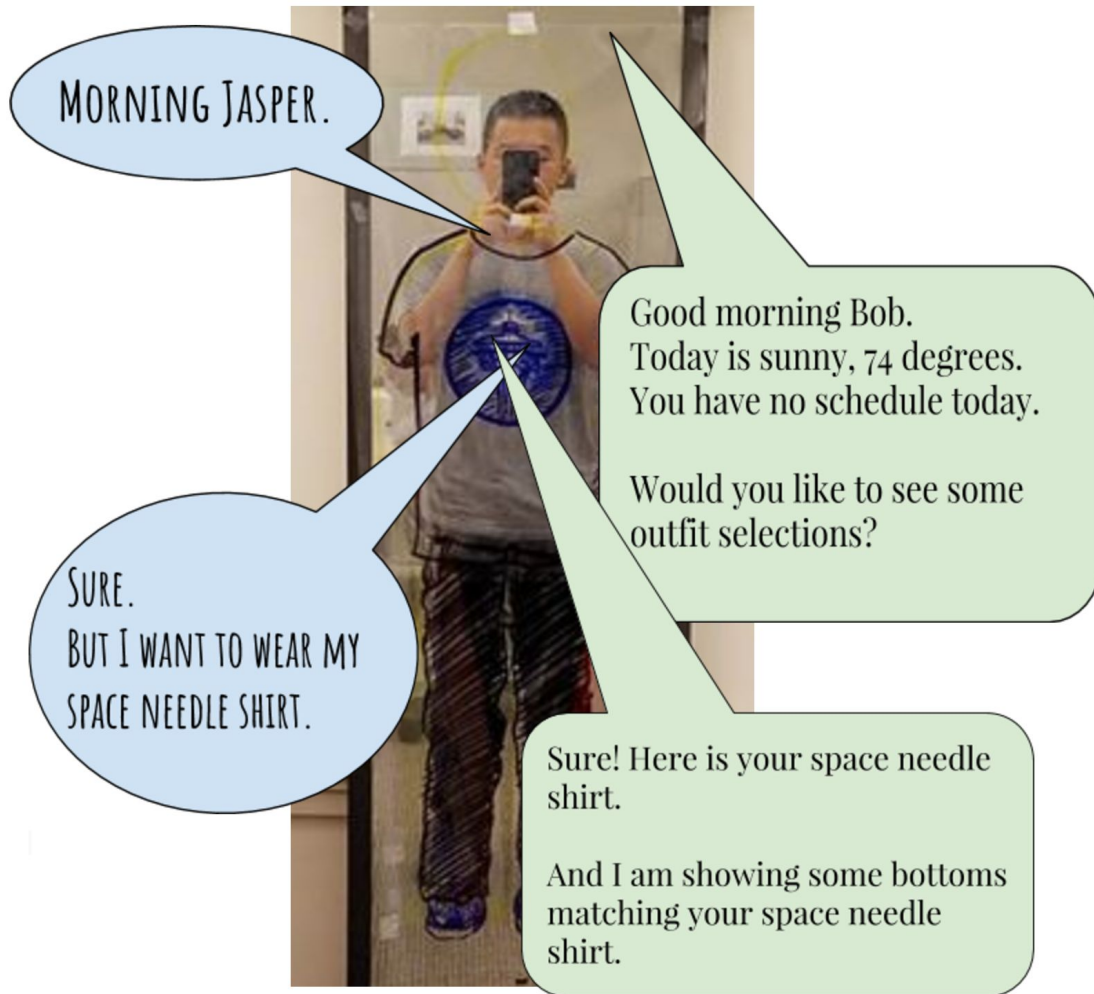 MORNING JASPER.
Good morning Bob.
Today is sunny, 74 degrees.
You have no schedule today.
Would you like to see some
outfit selections?
SURE.
BUT I WANT TO WEAR MY
SPACE NEEDLE SHIRT.
Sure! Here is your space needle
shirt.
And I am showing some bottoms
matching your space needle
shirt.